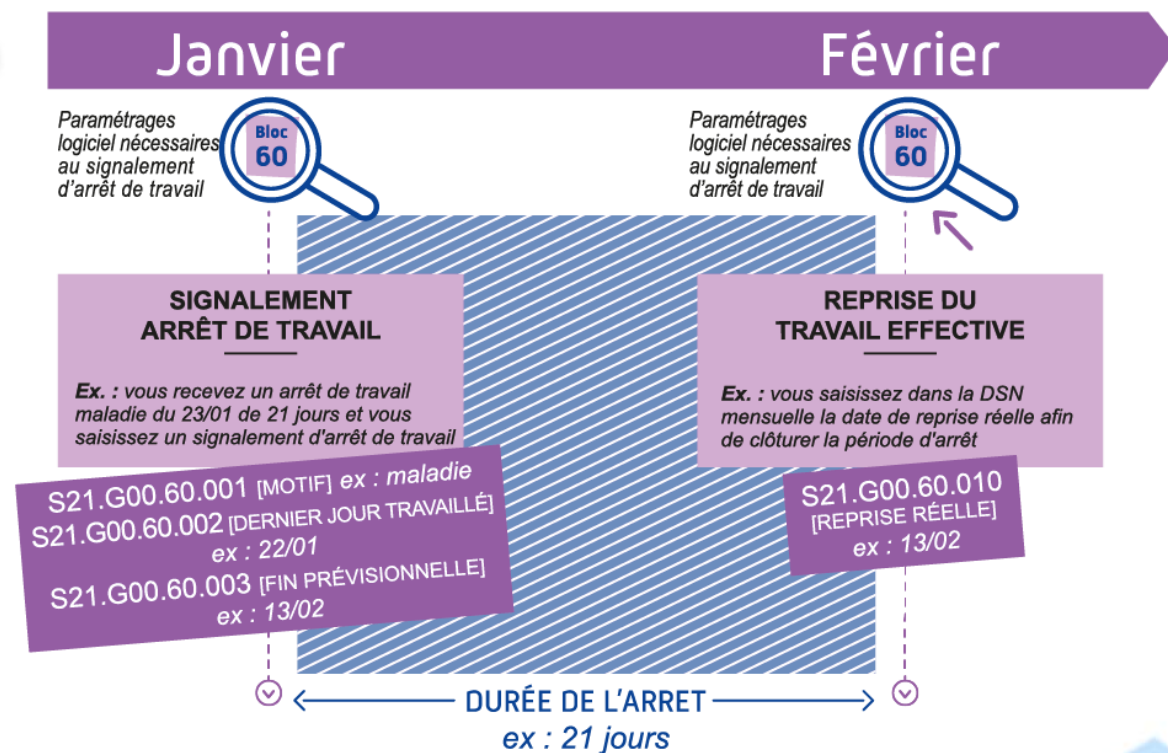 Janvier
Février
Paramétrages
logiciel nécessaires
au signalement
d'arrêt de travail
Bloc
60
Paramétrages
logiciel nécessaires
au signalement
d'arrêt de travail
Bloc
60
SIGNALEMENT
ARRÊT DE TRAVAIL
Ex. : vous recevez un arrêt de travail
maladie du 23/01 de 21 jours et vous
saisissez un signalement d'arrêt de travail
S21.G00.60.001 [MOTIF] ex : maladie
S21.G00.60.002 [DERNIER JOUR TRAVAILLÉ]
ex : 22/01
S21.G00.60.003 [FIN PRÉVISIONNELLE]
ex : 13/02
REPRISE DU
TRAVAIL EFFECTIVE
Ex. : vous saisissez dans la DSN
mensuelle la date de reprise réelle afin
de clôturer la période d'arrêt
S21.G00.60.010
[REPRISE RÉELLE]
ex : 13/02
DURÉE DE L'ARRET
ex : 21 jours